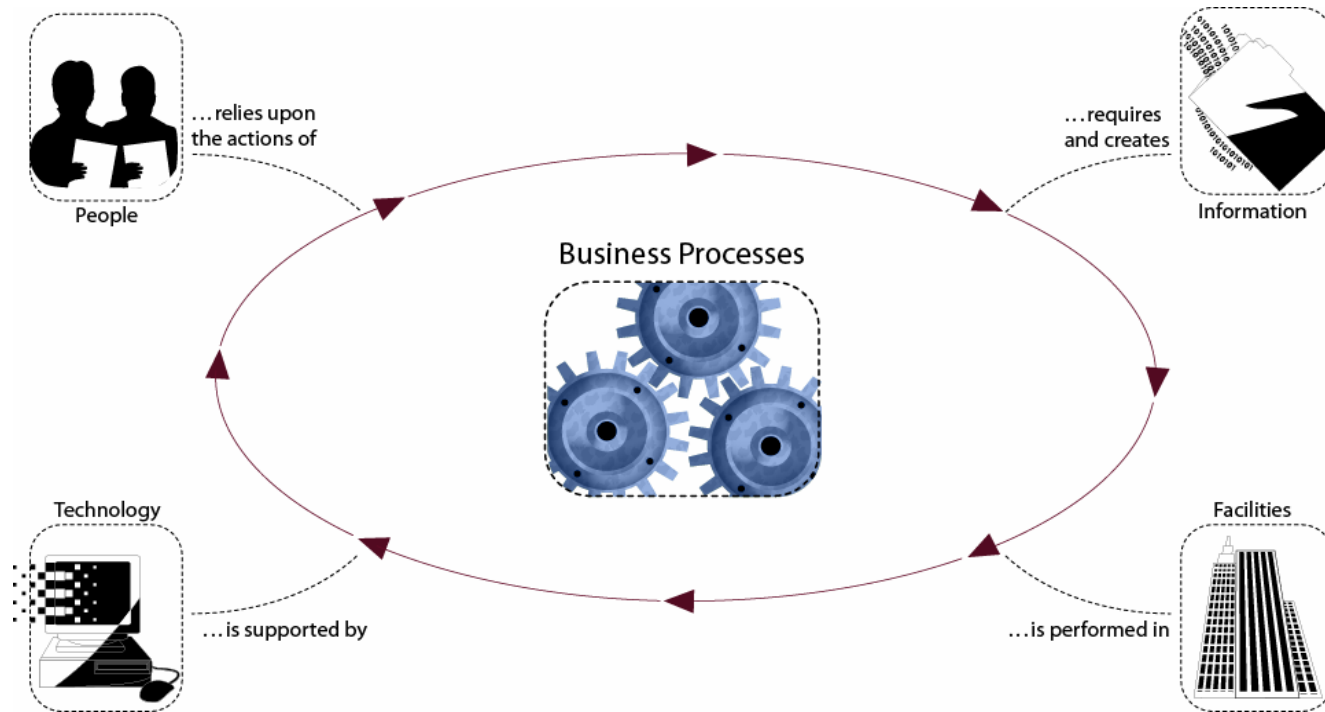 …relies upon
the actions of
People
…requires
and creates
Information
Business Processes
Technology
…is supported by
Facilities
…is performed in